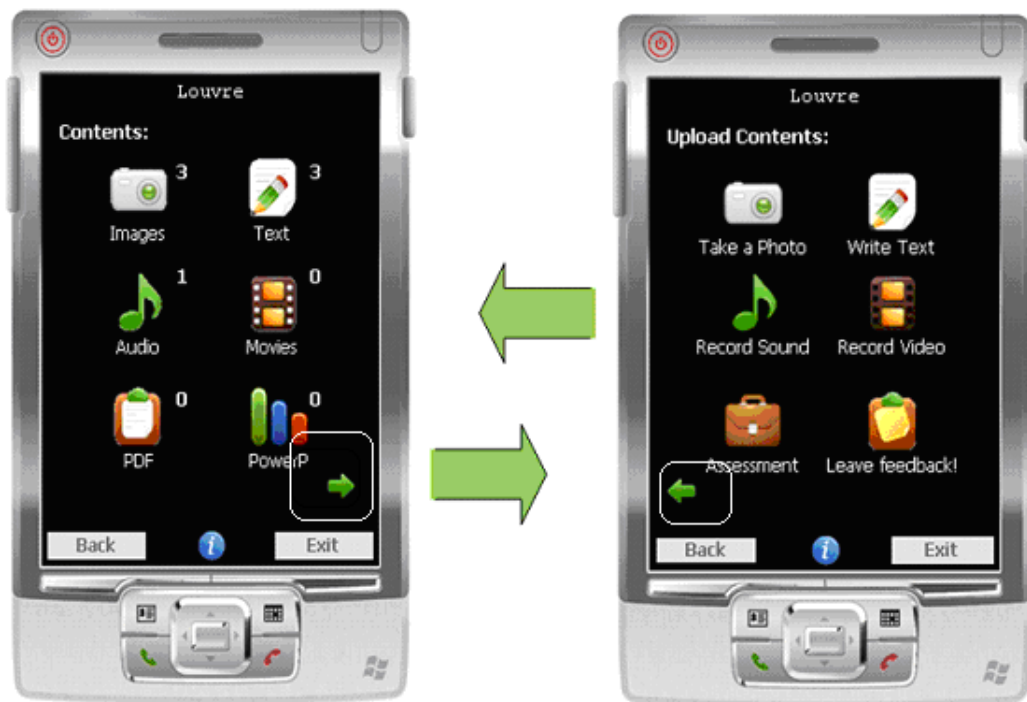 Louvre
Contents:
3 3
Images Text
1 0
Audio Movies
0 0
PDF PowerP
Back i Exit
Louvre
Upload Contents:
Take a Photo Write Text
Record Sound Record Video
Assessment Leave feedback!
Back i Exit